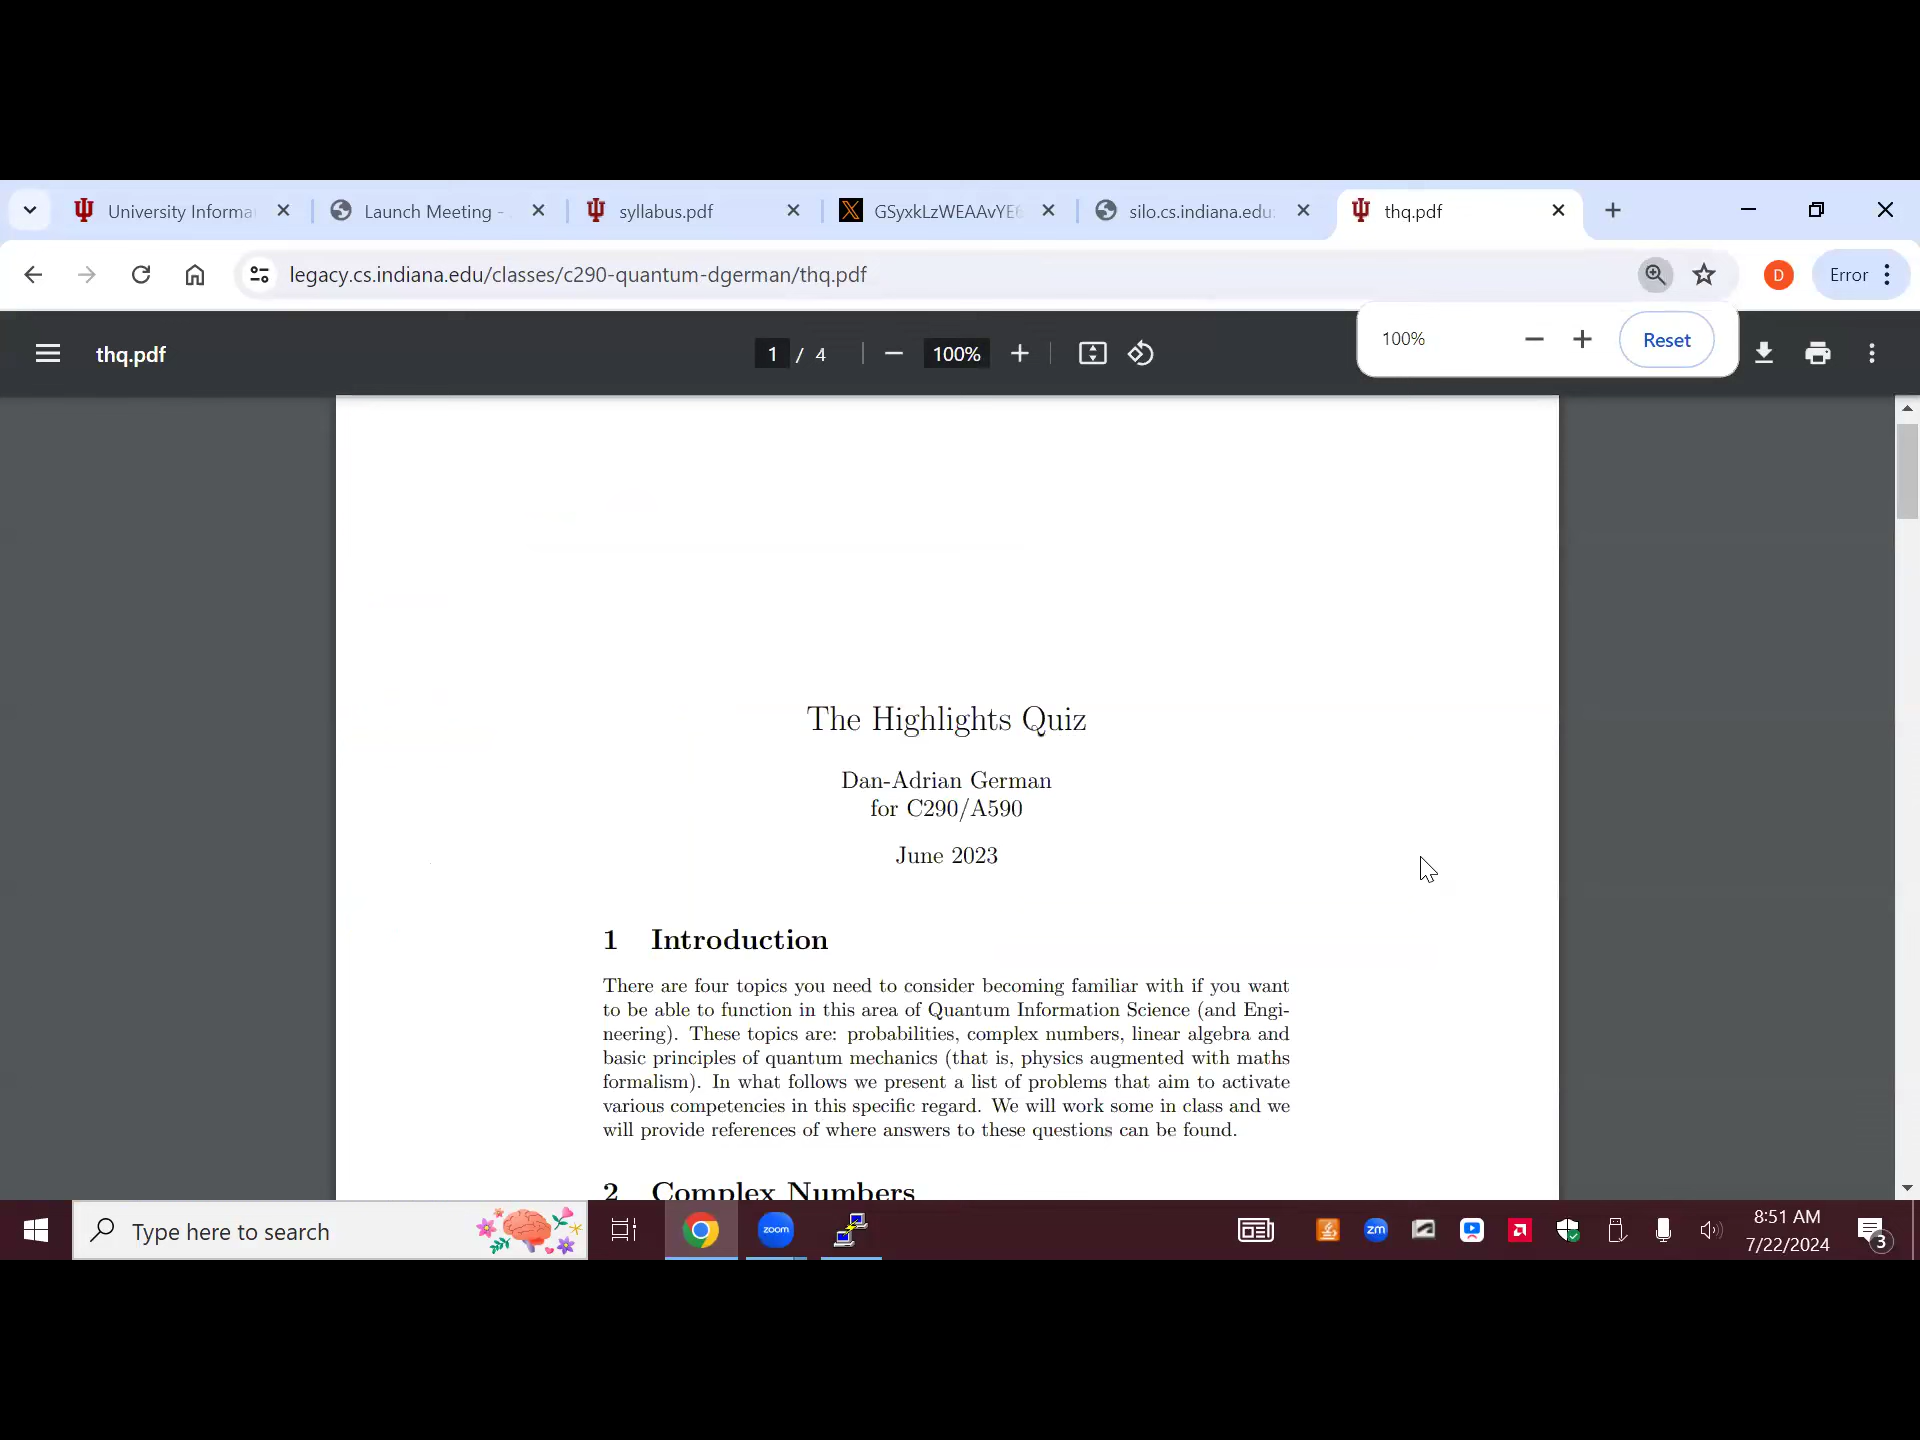 University Informa
Launch Meeting -
syllabus.pdf
GSyxkLzWEAAvYE6
silo.cs.indiana.edu:
thq.pdf
legacy.cs.indiana.edu/classes/c290-quantum-dgerman/thq.pdf
D
Error
thq.pdf
1 / 4
100%
100%
Reset
The Highlights Quiz
Dan-Adrian German
for C290/A590
June 2023
1 Introduction
There are four topics you need to consider becoming familiar with if you want
to be able to function in this area of Quantum Information Science (and Engi-
neering). These topics are: probabilities, complex numbers, linear algebra and
basic principles of quantum mechanics (that is, physics augmented with maths
formalism). In what follows we present a list of problems that aim to activate
various competencies in this specific regard. We will work some in class and we
will provide references of where answers to these questions can be found.
2 Complex Numbers
Type here to search
zoom
zm
8:51 AM
7/22/2024
3